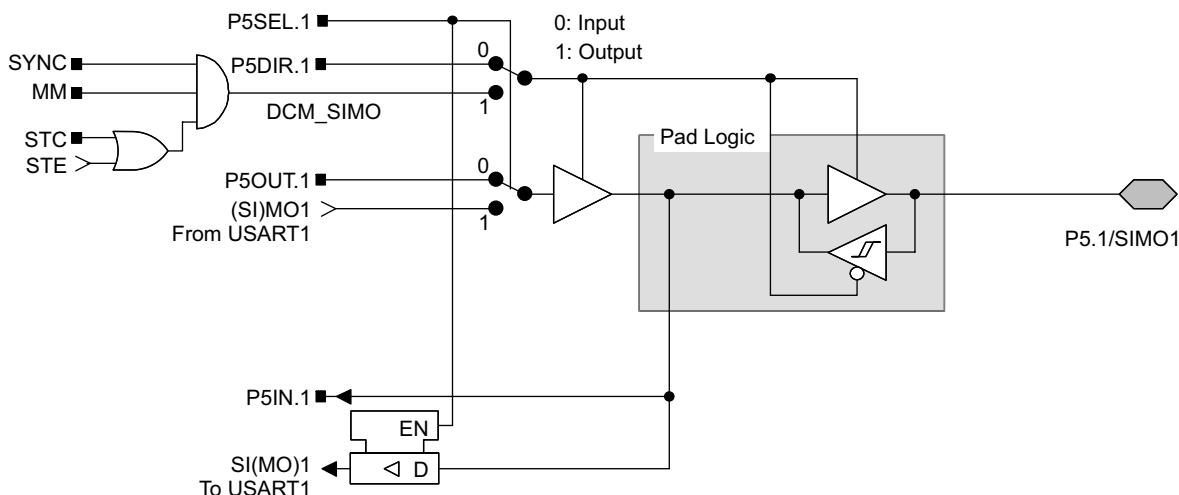 P5SEL.1
0: Input
1: Output
SYNC
P5DIR.1
0
MM
1
DCM_SIMO
STC
STE
Pad Logic
P5OUT.1
0
(SI)MO1
From USART1
1
P5.1/SIMO1
P5IN.1
EN
D
SI(MO)1
To USART1